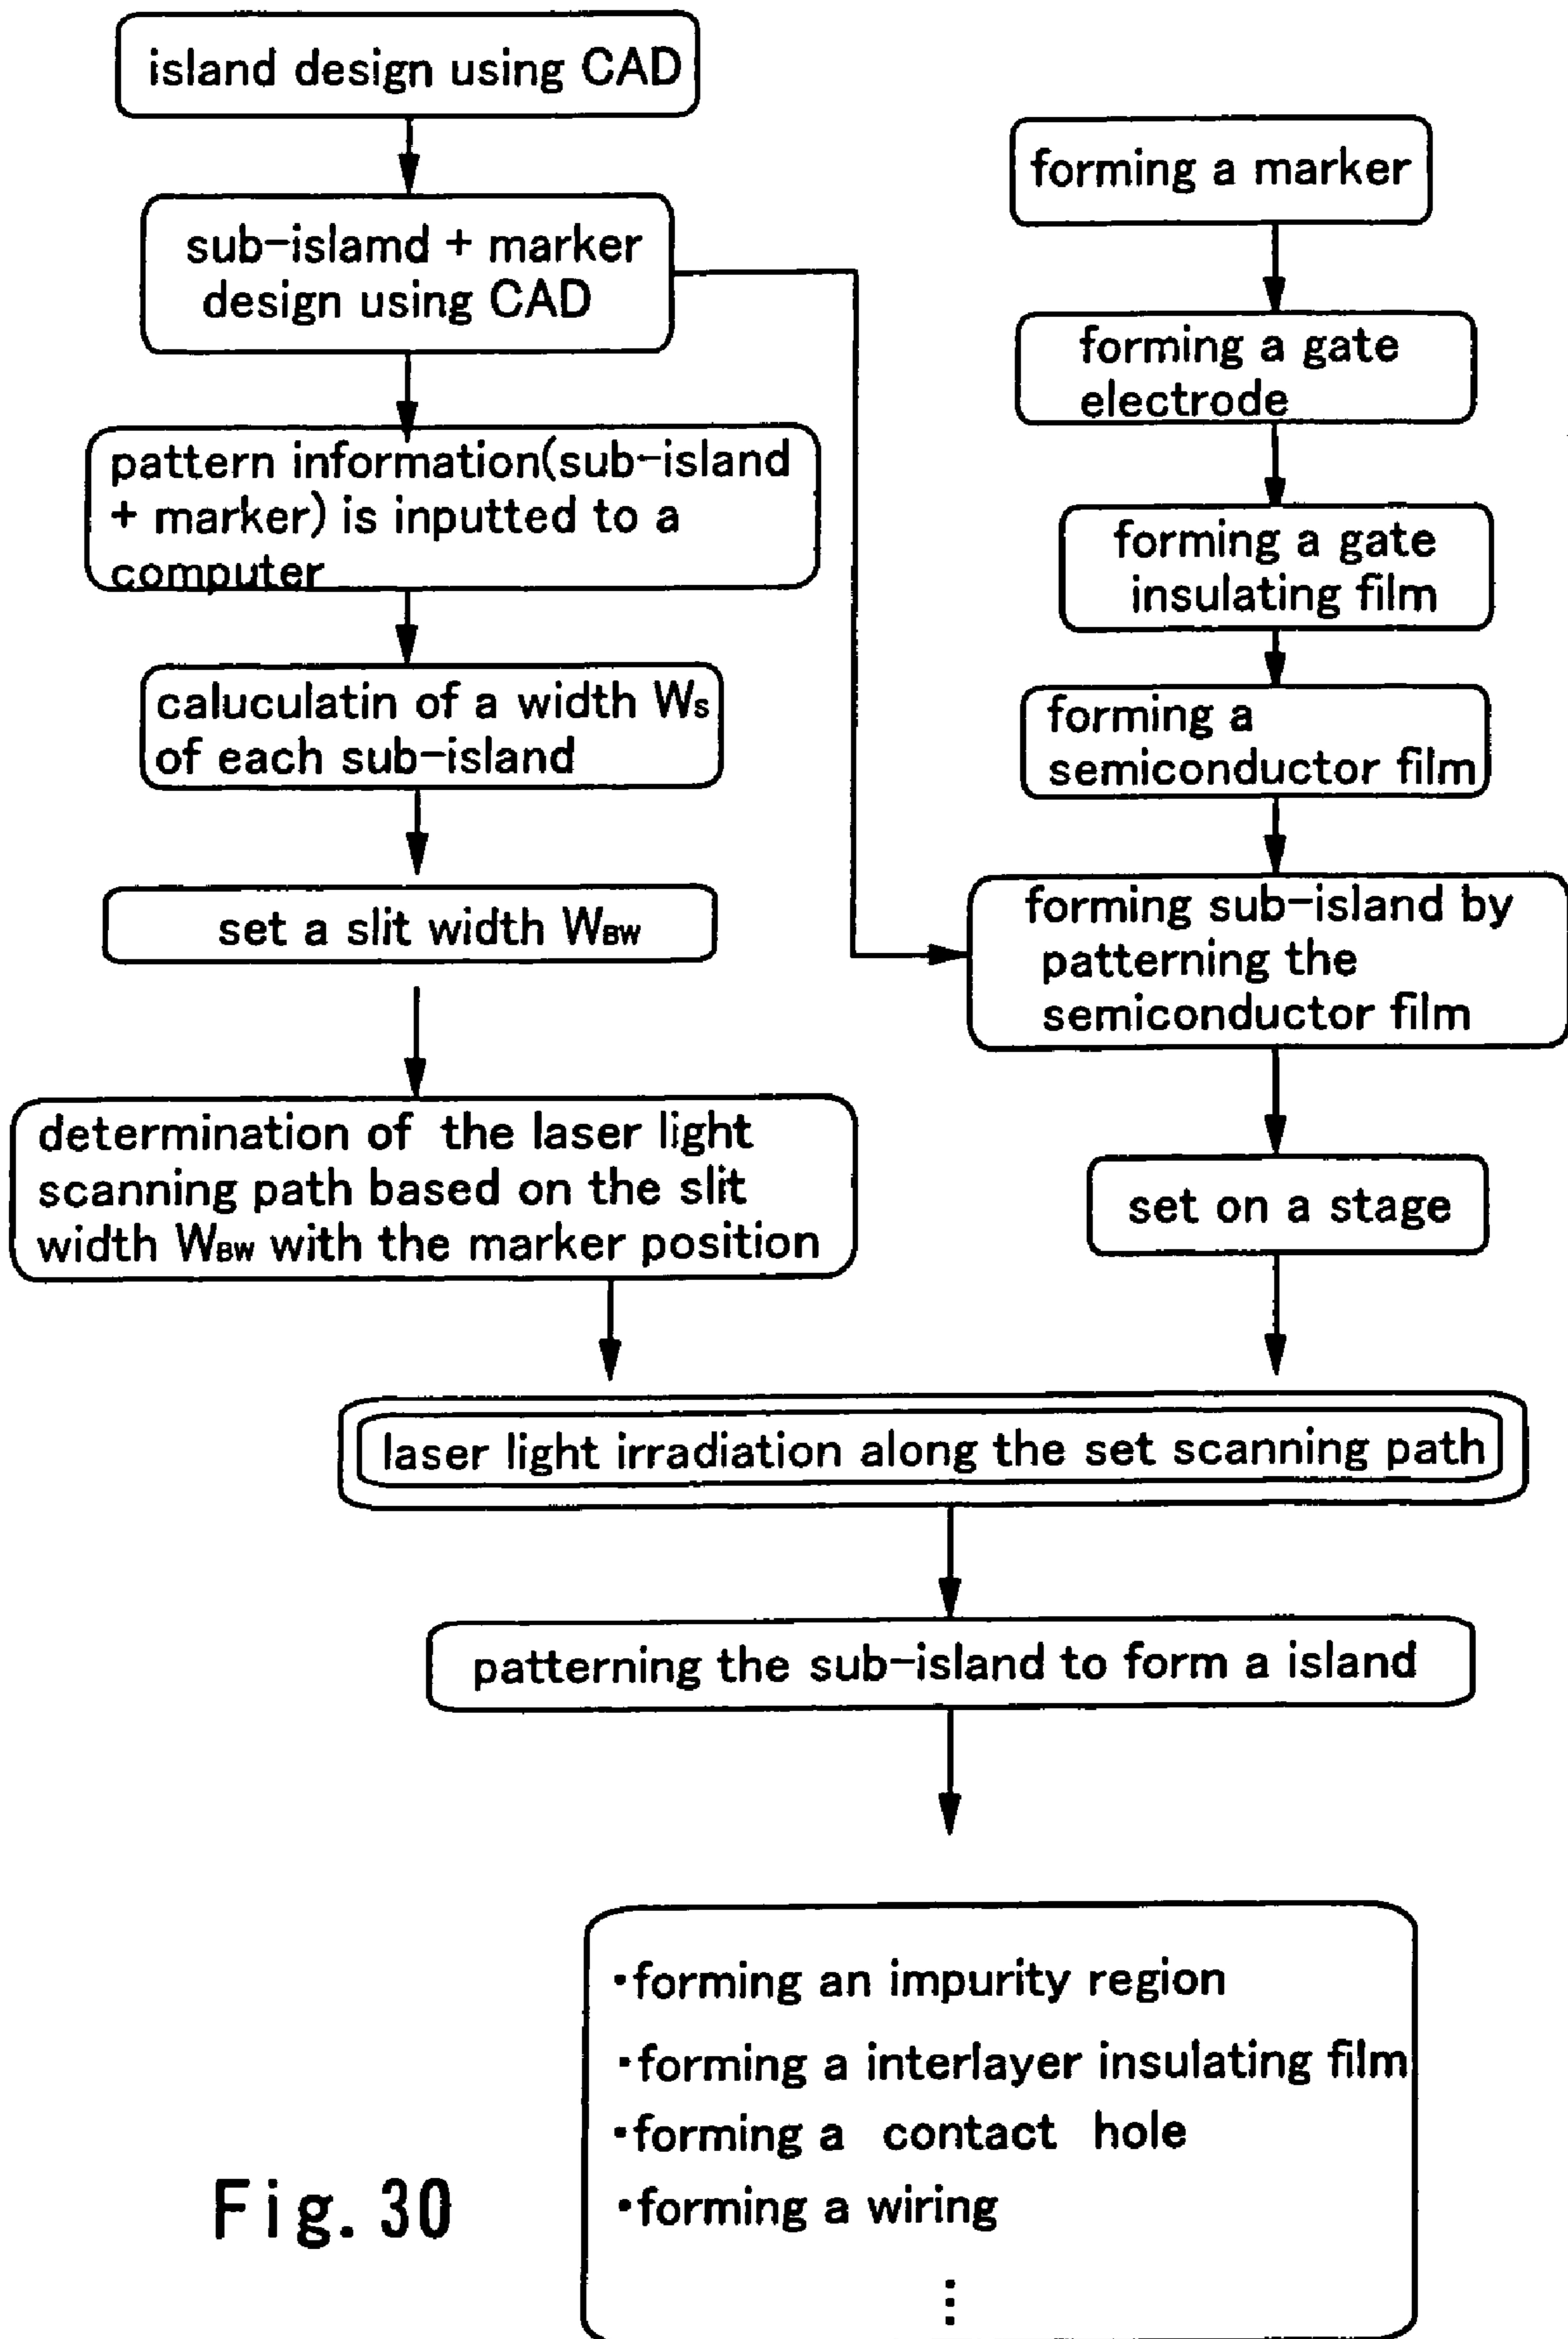 island design using CAD
sub-islamd + marker
design using CAD
pattern information(sub-island
+ marker) is inputted to a
computer
caluculatin of a width Ws
of each sub-island
set a slit width WBW
determination of the laser light
scanning path based on the slit
width WBW with the marker position
forming a marker
forming a gate
electrode
forming a gate
insulating film
forming a
semiconductor film
forming sub-island by
patterning the
semiconductor film
set on a stage
laser light irradiation along the set scanning path
patterning the sub-island to form a island
・forming an impurity region
・forming a interlayer insulating film
・forming a contact hole
・forming a wiring
⋮
Fig. 30